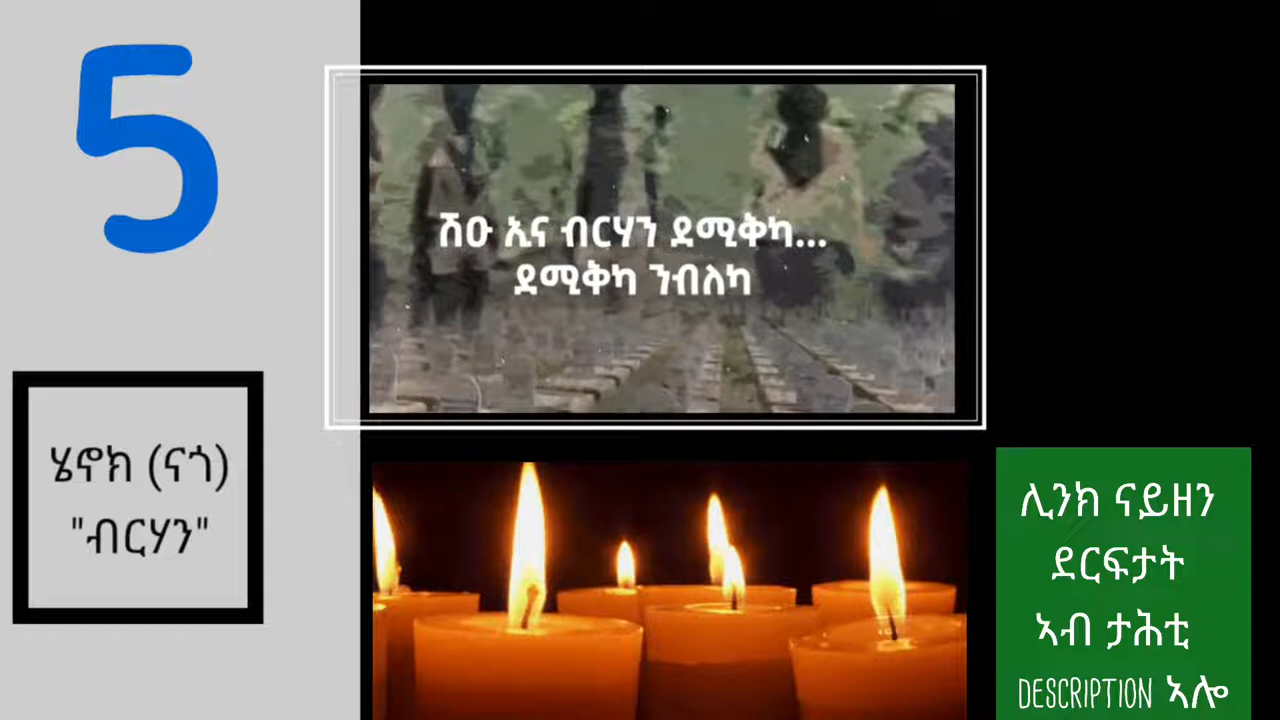 5
ሽዑ ኢና ብርሃን ደሚቅካ...
ደሚቅካ ንብለካ
ሄኖክ (ናጎ)
"ብርሃን"
ሊንክ ናይዘን
ደርፍታት
ኣብ ታሕቲ
DESCRIPTION ኣሎ